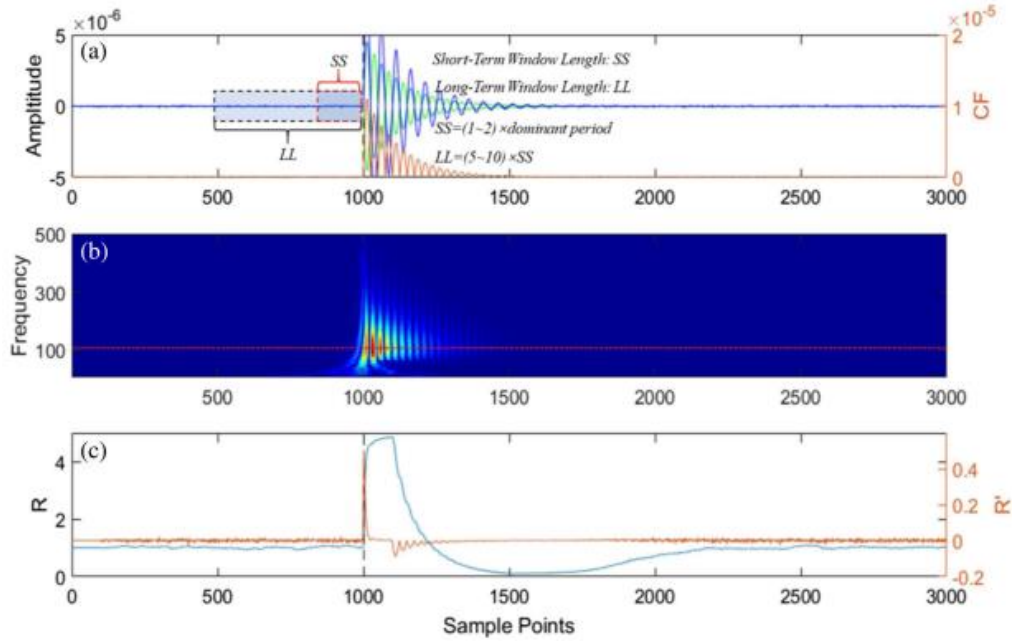 ×10⁻⁶
×10⁻⁵
(a)
5
0
-5
Ampltitude
SS
LL
Short-Term Window Length: SS
Long-Term Window Length: LL
SS=(1~2) ×dominant period
LL=(5~10) ×SS
2
1
0
CF
0 500 1000 1500 2000 2500 3000
(b)
500
300
100
Frequency
500 1000 1500 2000 2500 3000
(c)
4
2
0
R
0.4
0.2
0
-0.2
R'
0 500 1000 1500 2000 2500 3000
Sample Points